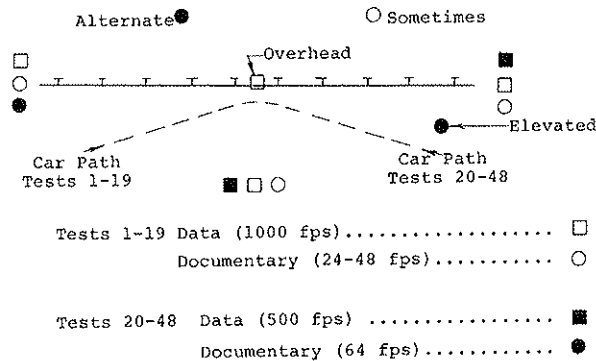 Alternate
Sometimes
Overhead
Elevated
Car Path
Tests 1-19
Car Path
Tests 20-48
Tests 1-19 Data (1000 fps)....................
Documentary (24-48 fps)...........
Tests 20-48 Data (500 fps) ..................
Documentary (64 fps) ..............